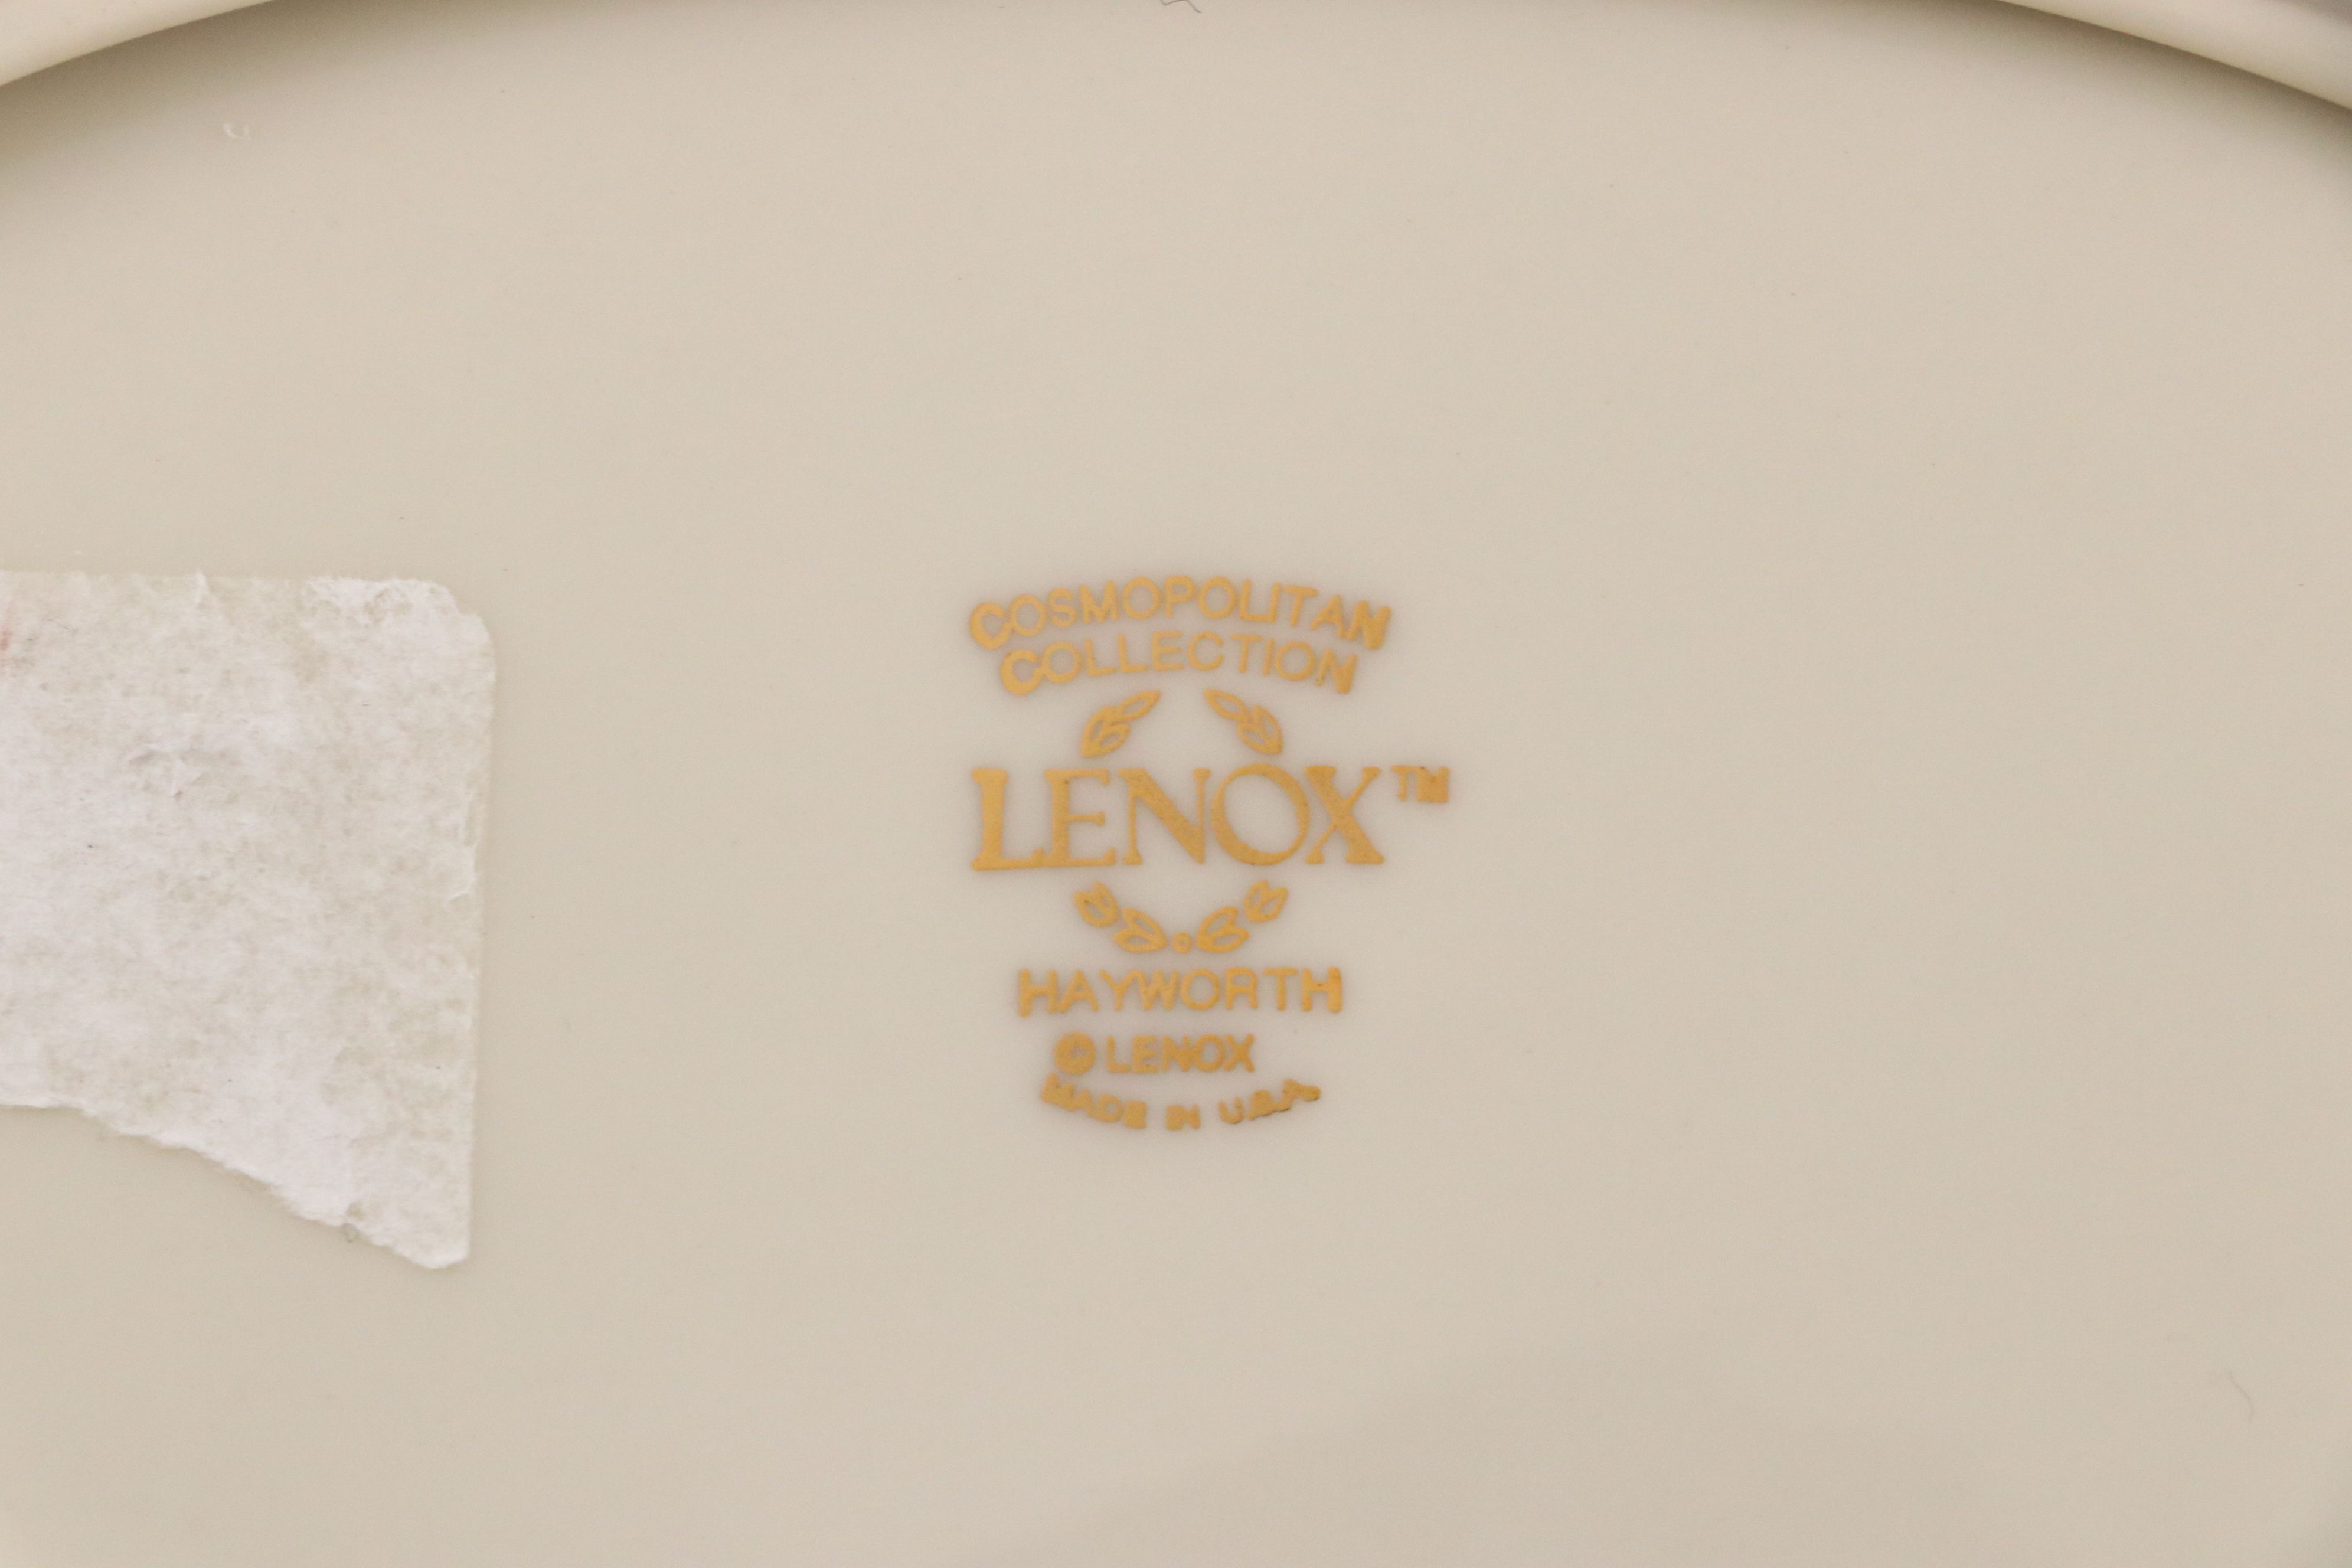 COSMOPOLITAN
COLLECTION
LENOX™
HAYWORTH
© LENOX
MADE IN U.S.A.